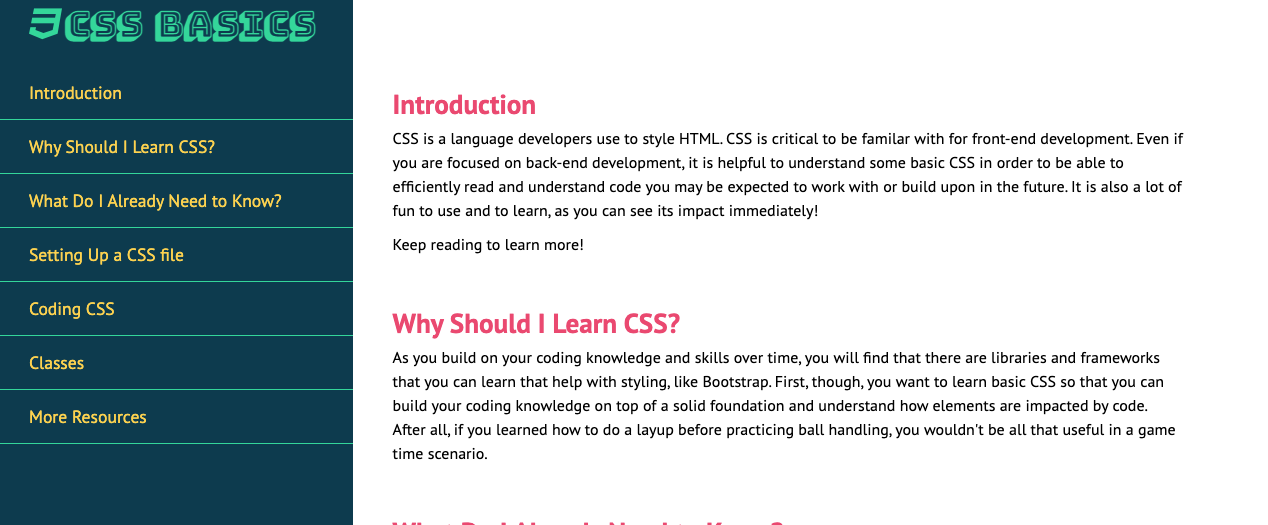 CSS BASICS
Introduction
Why Should I Learn CSS?
What Do I Already Need to Know?
Setting Up a CSS file
Coding CSS
Classes
More Resources
Introduction
CSS is a language developers use to style HTML. CSS is critical to be familar with for front-end development. Even if
you are focused on back-end development, it is helpful to understand some basic CSS in order to be able to
efficiently read and understand code you may be expected to work with or build upon in the future. It is also a lot of
fun to use and to learn, as you can see its impact immediately!
Keep reading to learn more!
Why Should I Learn CSS?
As you build on your coding knowledge and skills over time, you will find that there are libraries and frameworks
that you can learn that help with styling, like Bootstrap. First, though, you want to learn basic CSS so that you can
build your coding knowledge on top of a solid foundation and understand how elements are impacted by code.
After all, if you learned how to do a layup before practicing ball handling, you wouldn't be all that useful in a game
time scenario.
What Do I Already Need to Know?